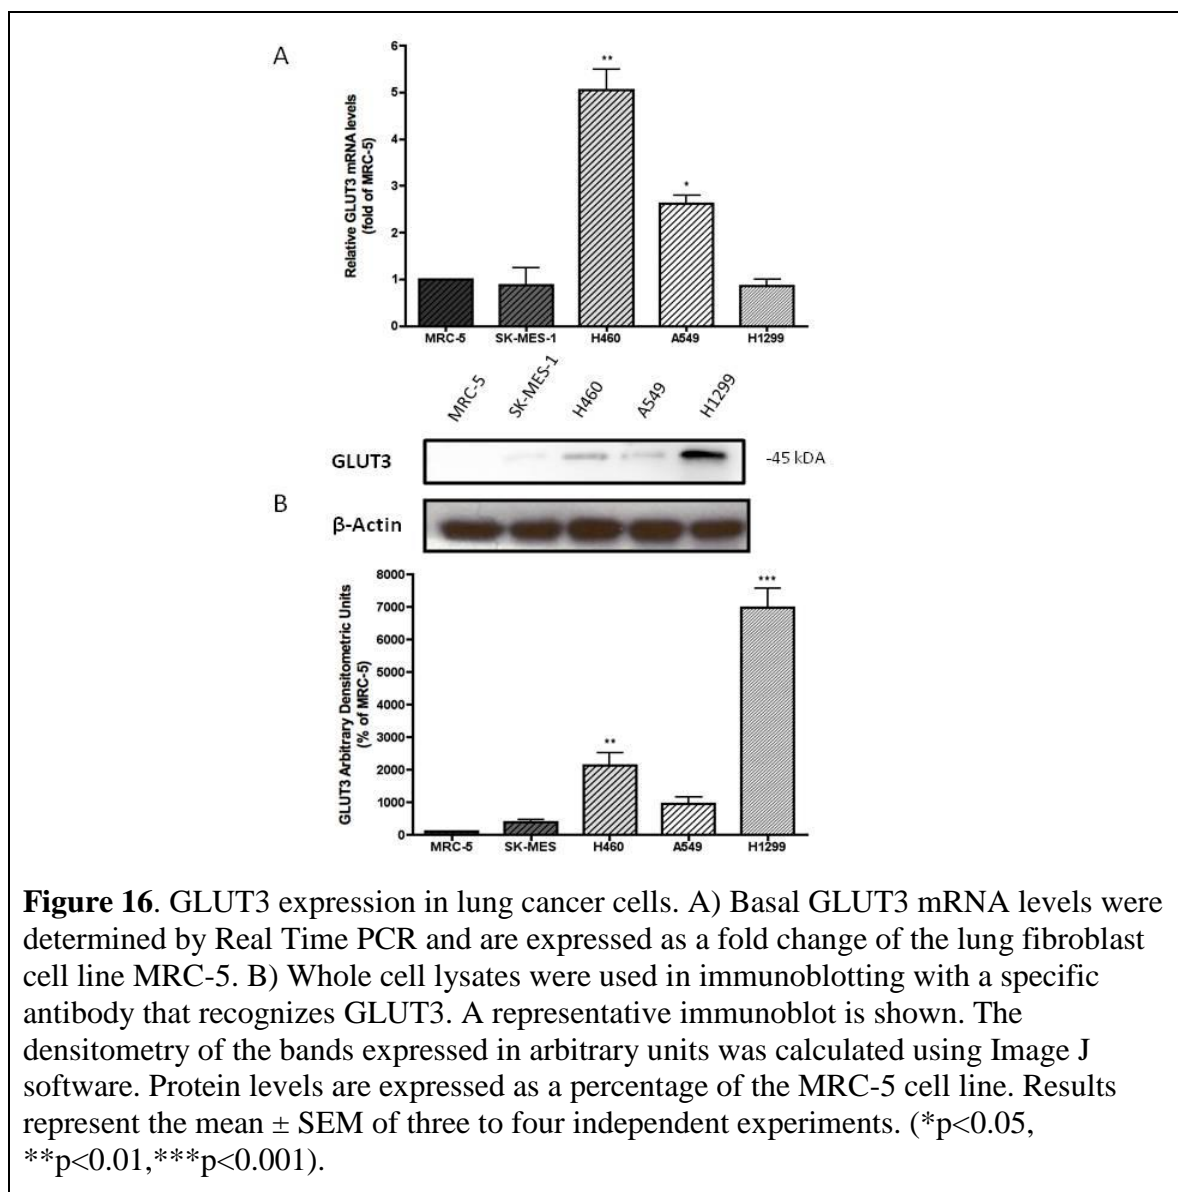 A
Relative GLUT3 mRNA levels
(fold of MRC-5)
6
5
4
3
2
1
0
**
*
MRC-5 SK-MES-1 H460 A549 H1299
MRC-5 SK-MES-1 H460 A549 H1299
GLUT3 -45 kDA
B
β-Actin
GLUT3 Arbitrary Densitometric Units
(% of MRC-5)
8000
7000
6000
5000
4000
3000
2000
1000
0
**
***
MRC-5 SK-MES H460 A549 H1299
Figure 16. GLUT3 expression in lung cancer cells. A) Basal GLUT3 mRNA levels were
determined by Real Time PCR and are expressed as a fold change of the lung fibroblast
cell line MRC-5. B) Whole cell lysates were used in immunoblotting with a specific
antibody that recognizes GLUT3. A representative immunoblot is shown. The
densitometry of the bands expressed in arbitrary units was calculated using Image J
software. Protein levels are expressed as a percentage of the MRC-5 cell line. Results
represent the mean ± SEM of three to four independent experiments. (*p<0.05,
**p<0.01,***p<0.001).